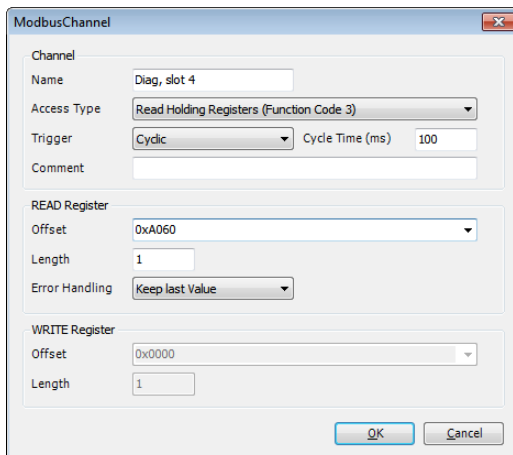 ModbusChannel
Channel
Name Diag, slot 4
Access Type Read Holding Registers (Function Code 3)
Trigger Cyclic Cycle Time (ms) 100
Comment
READ Register
Offset 0xA060
Length 1
Error Handling Keep last Value
WRITE Register
Offset 0x0000
Length 1
OK Cancel